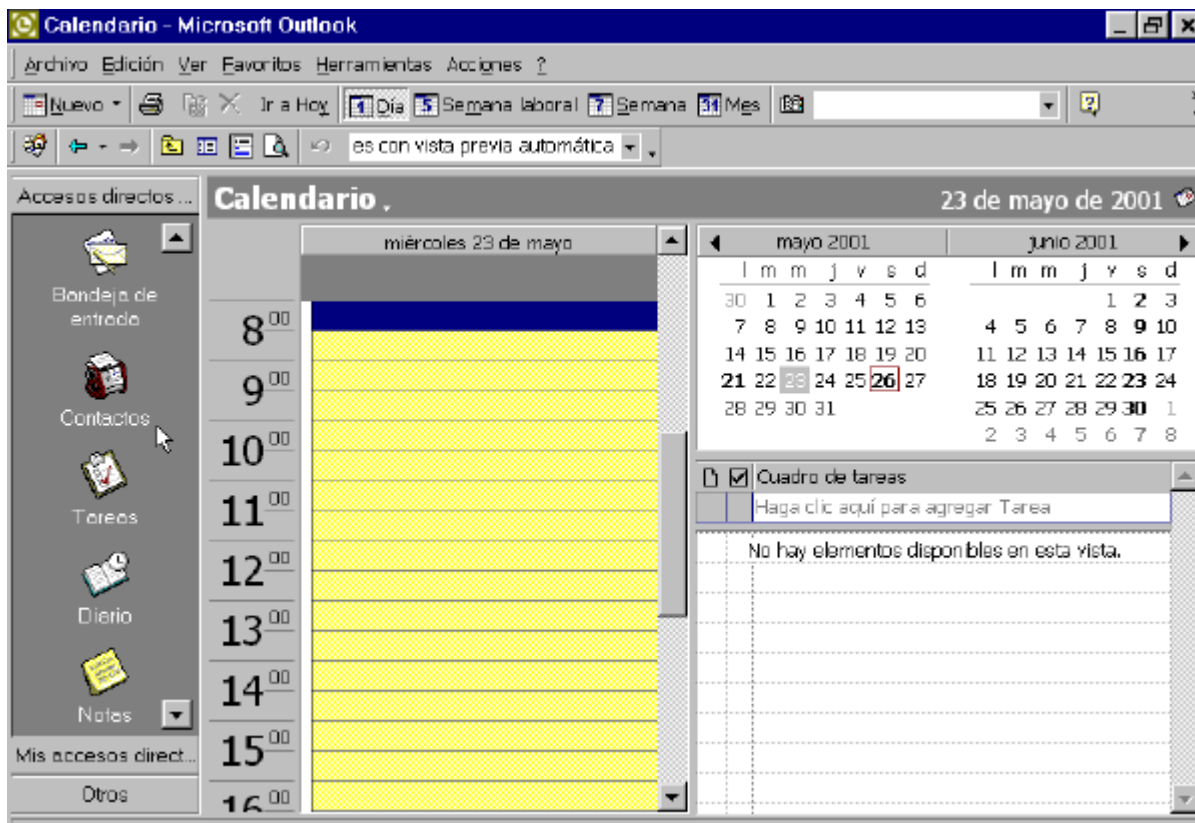 Calendario - Microsoft Outlook
Archivo Edición Ver Favoritos Herramientas Acciones ?
Nuevo Ir a Hoy 1 Día 5 Semana laboral 7 Semana 31 Mes
es con vista previa automática
Accesos directos ...
Calendario
23 de mayo de 2001
Bandeja de
entrada
Contactos
Tareas
Diario
Notas
Mis accesos direct...
Otros
miércoles 23 de mayo
8 00
9 00
10 00
11 00
12 00
13 00
14 00
15 00
16 00
mayo 2001
l m m j v s d
30 1 2 3 4 5 6
7 8 9 10 11 12 13
14 15 16 17 18 19 20
21 22 23 24 25 26 27
28 29 30 31
junio 2001
l m m j v s d
1 2 3
4 5 6 7 8 9 10
11 12 13 14 15 16 17
18 19 20 21 22 23 24
25 26 27 28 29 30 1
2 3 4 5 6 7 8
Cuadro de tareas
Haga clic aquí para agregar Tarea
No hay elementos disponibles en esta vista.